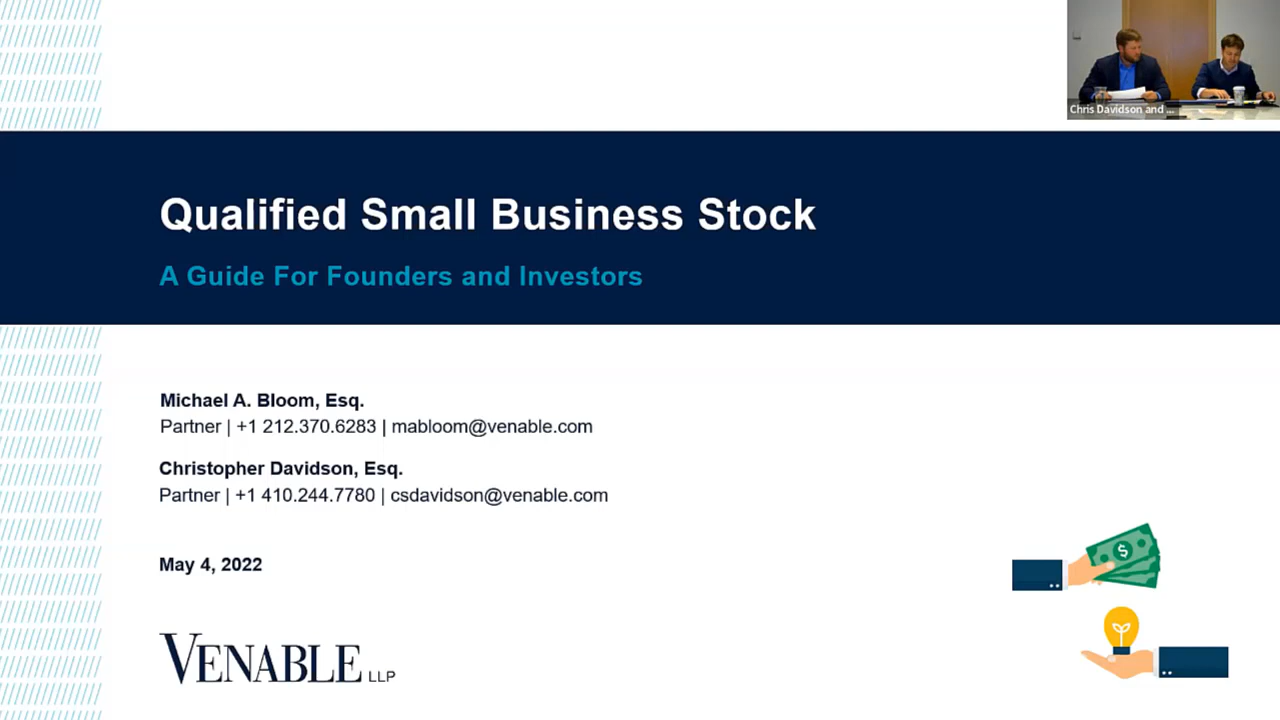 Chris Davidson and ...
Qualified Small Business Stock
A Guide For Founders and Investors
Michael A. Bloom, Esq.
Partner | +1 212.370.6283 | mabloom@venable.com
Christopher Davidson, Esq.
Partner | +1 410.244.7780 | csdavidson@venable.com
May 4, 2022
$
VENABLE LLP